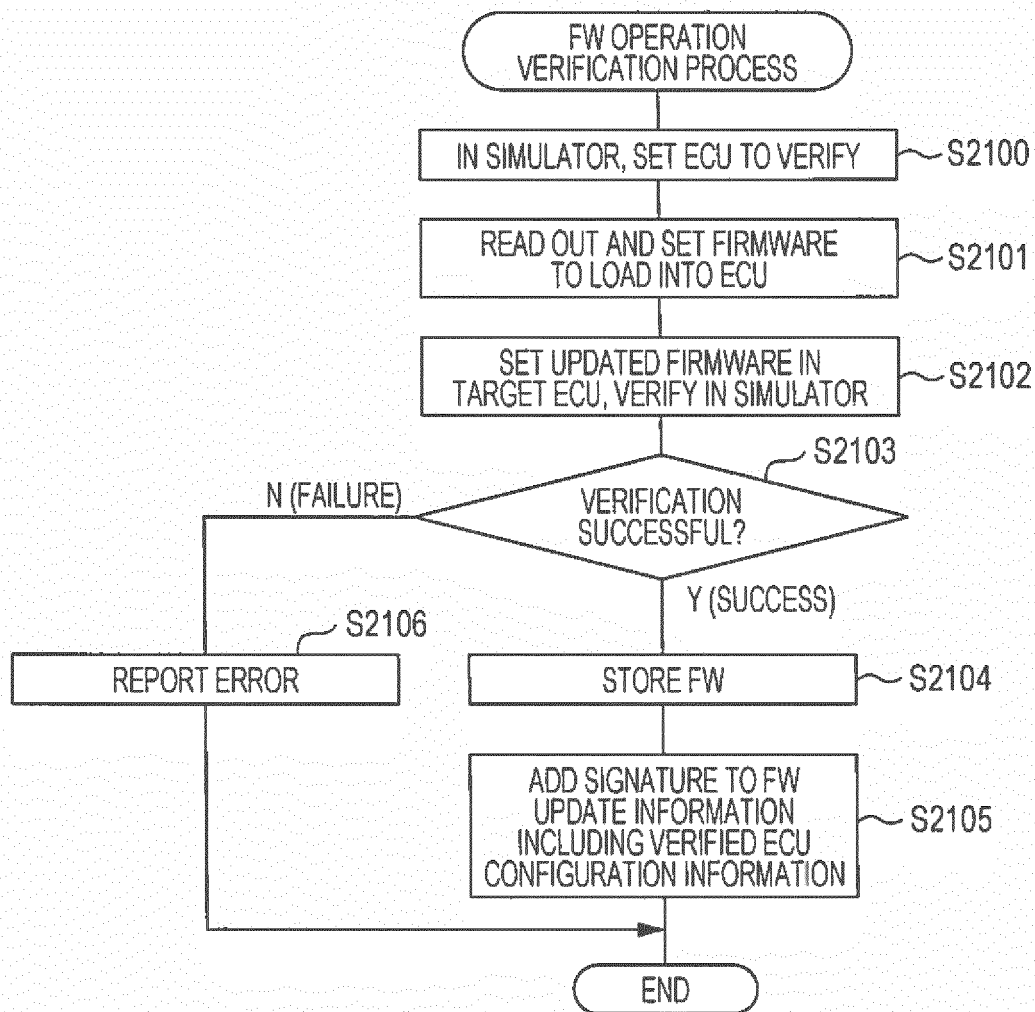 FW OPERATION
VERIFICATION PROCESS
IN SIMULATOR, SET ECU TO VERIFY
S2100
READ OUT AND SET FIRMWARE
TO LOAD INTO ECU
S2101
SET UPDATED FIRMWARE IN
TARGET ECU, VERIFY IN SIMULATOR
S2102
S2103
N (FAILURE)
VERIFICATION
SUCCESSFUL?
Y (SUCCESS)
S2106
REPORT ERROR
STORE FW
S2104
ADD SIGNATURE TO FW
UPDATE INFORMATION
INCLUDING VERIFIED ECU
CONFIGURATION INFORMATION
S2105
END